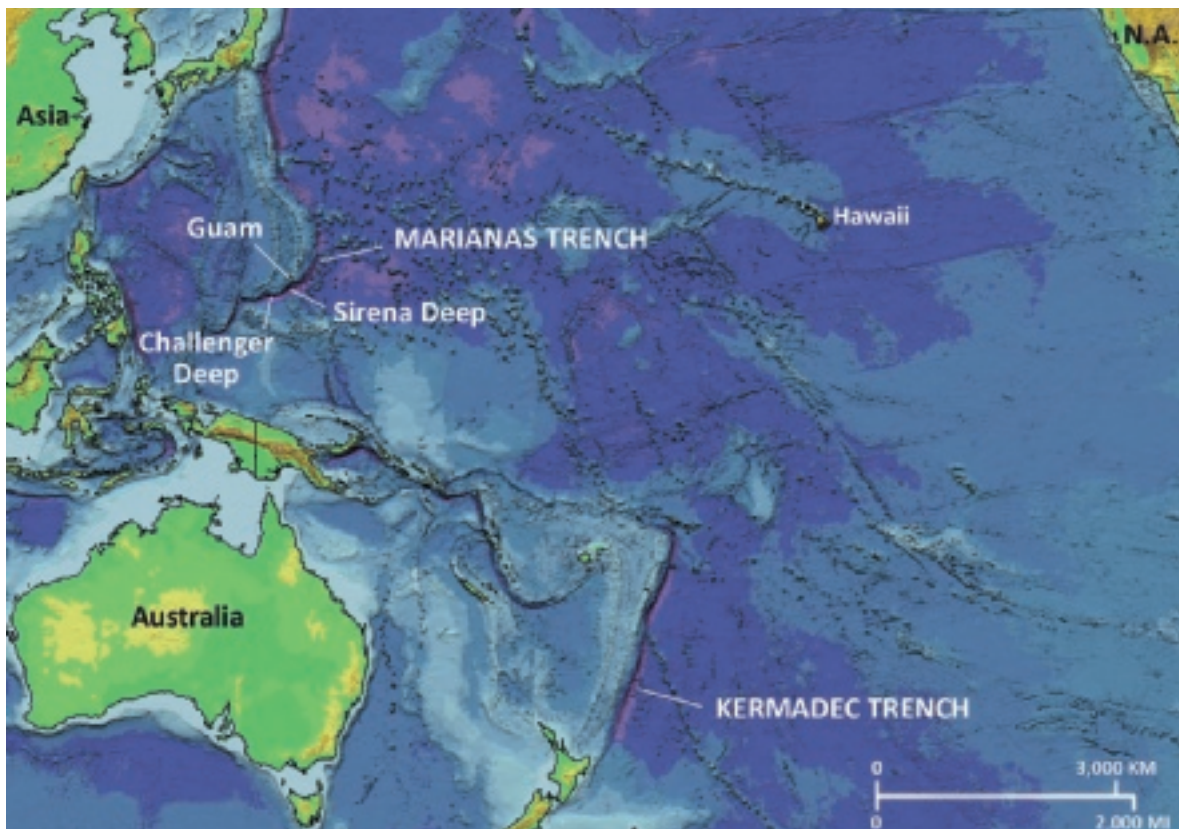 N.A.
Asia
Hawaii
Guam
MARIANAS TRENCH
Sirena Deep
Challenger
Deep
Australia
KERMADEC TRENCH
0 3,000 KM
0 2,000 MI